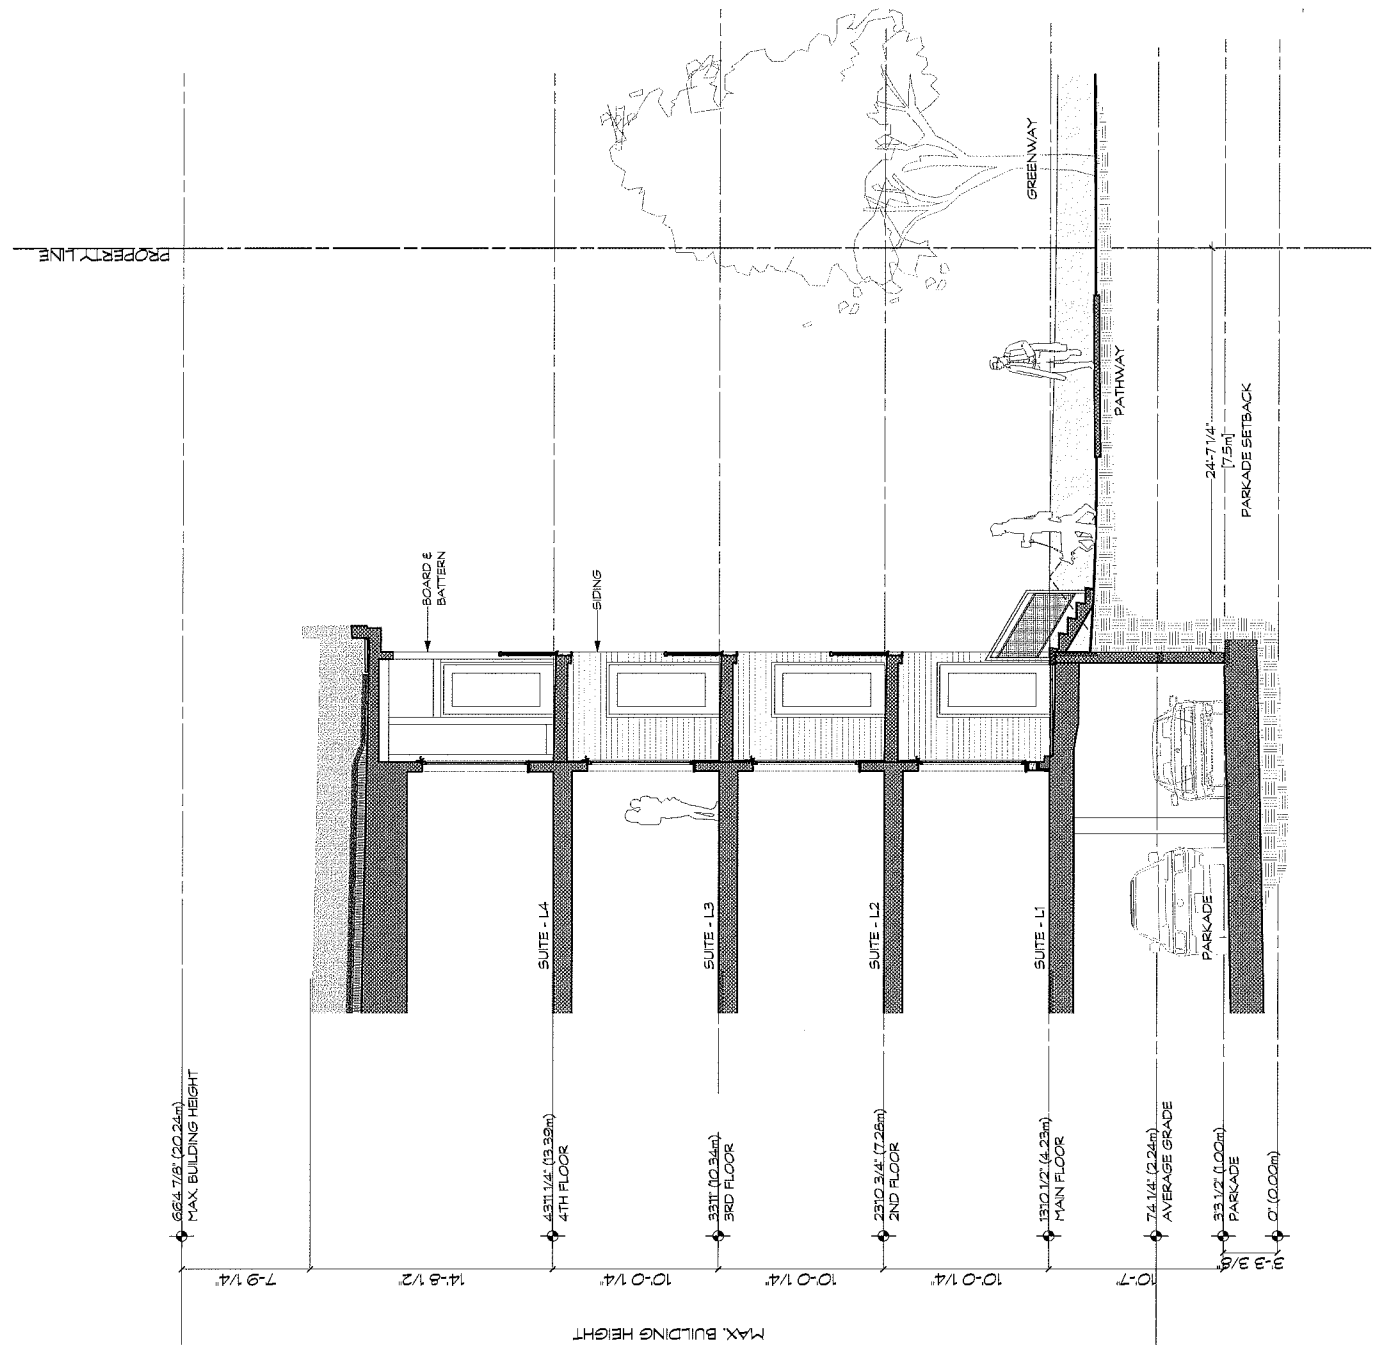 PROPERTY LINE
GREENWAY
PATHWAY
24'-7 1/4"
[7.5m]
PARKADE SETBACK
BOARD &
BATTERN
SIDING
SUITE - L4
SUITE - L3
SUITE - L2
SUITE - L1
PARKADE
66'4 7/8" (20.24m)
MAX. BUILDING HEIGHT
43'11 1/4" (13.39m)
4TH FLOOR
33'11" (10.34m)
3RD FLOOR
23'10 3/4" (7.28m)
2ND FLOOR
13'10 1/2" (4.23m)
MAIN FLOOR
7'4 1/4" (2.24m)
AVERAGE GRADE
3'3 1/2" (1.00m)
PARKADE
0" (0.00m)
7'-9 1/4"
14'-8 1/2"
10'-0 1/4"
10'-0 1/4"
10'-0 1/4"
10'-7"
3'-3 3/8"
MAX. BUILDING HEIGHT